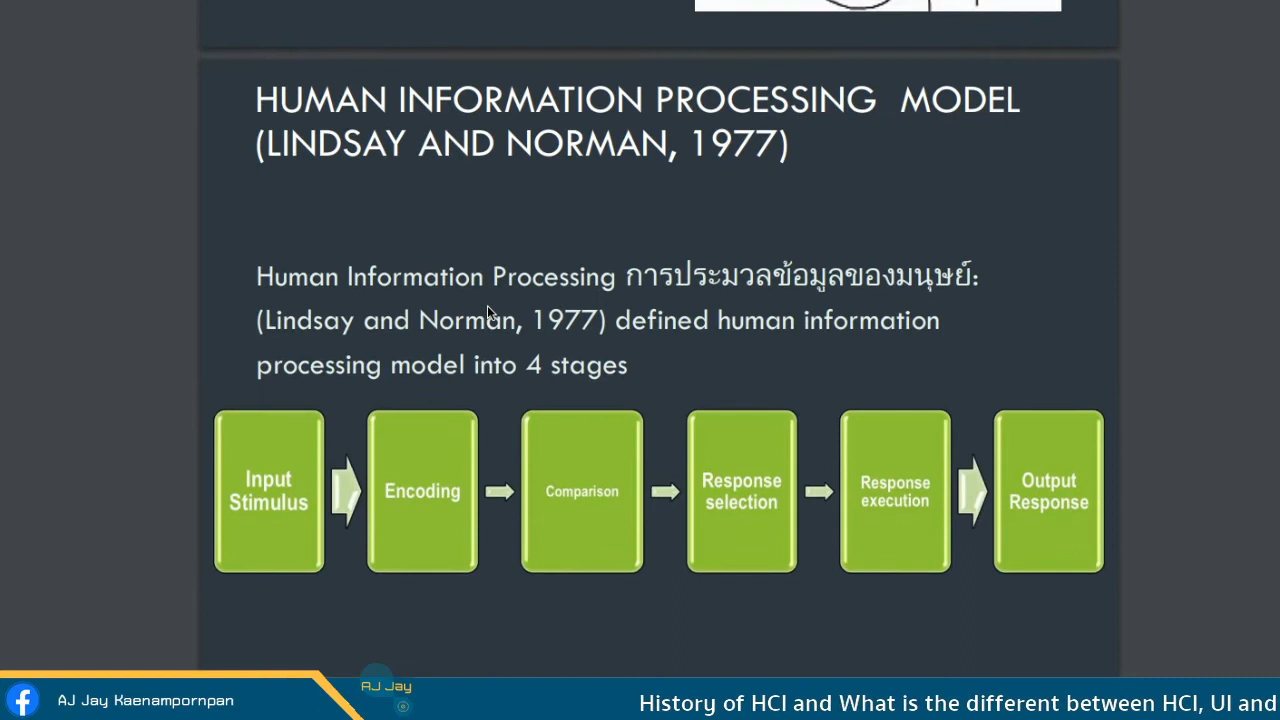 HUMAN INFORMATION PROCESSING MODEL
(LINDSAY AND NORMAN, 1977)
Human Information Processing การประมวลข้อมูลของมนุษย์:
(Lindsay and Norman, 1977) defined human information
processing model into 4 stages
Input
Stimulus
Encoding
Comparison
Response
selection
Response
execution
Output
Response
AJ Jay Kaenampornpan
AJ Jay
History of HCI and What is the different between HCI, UI and